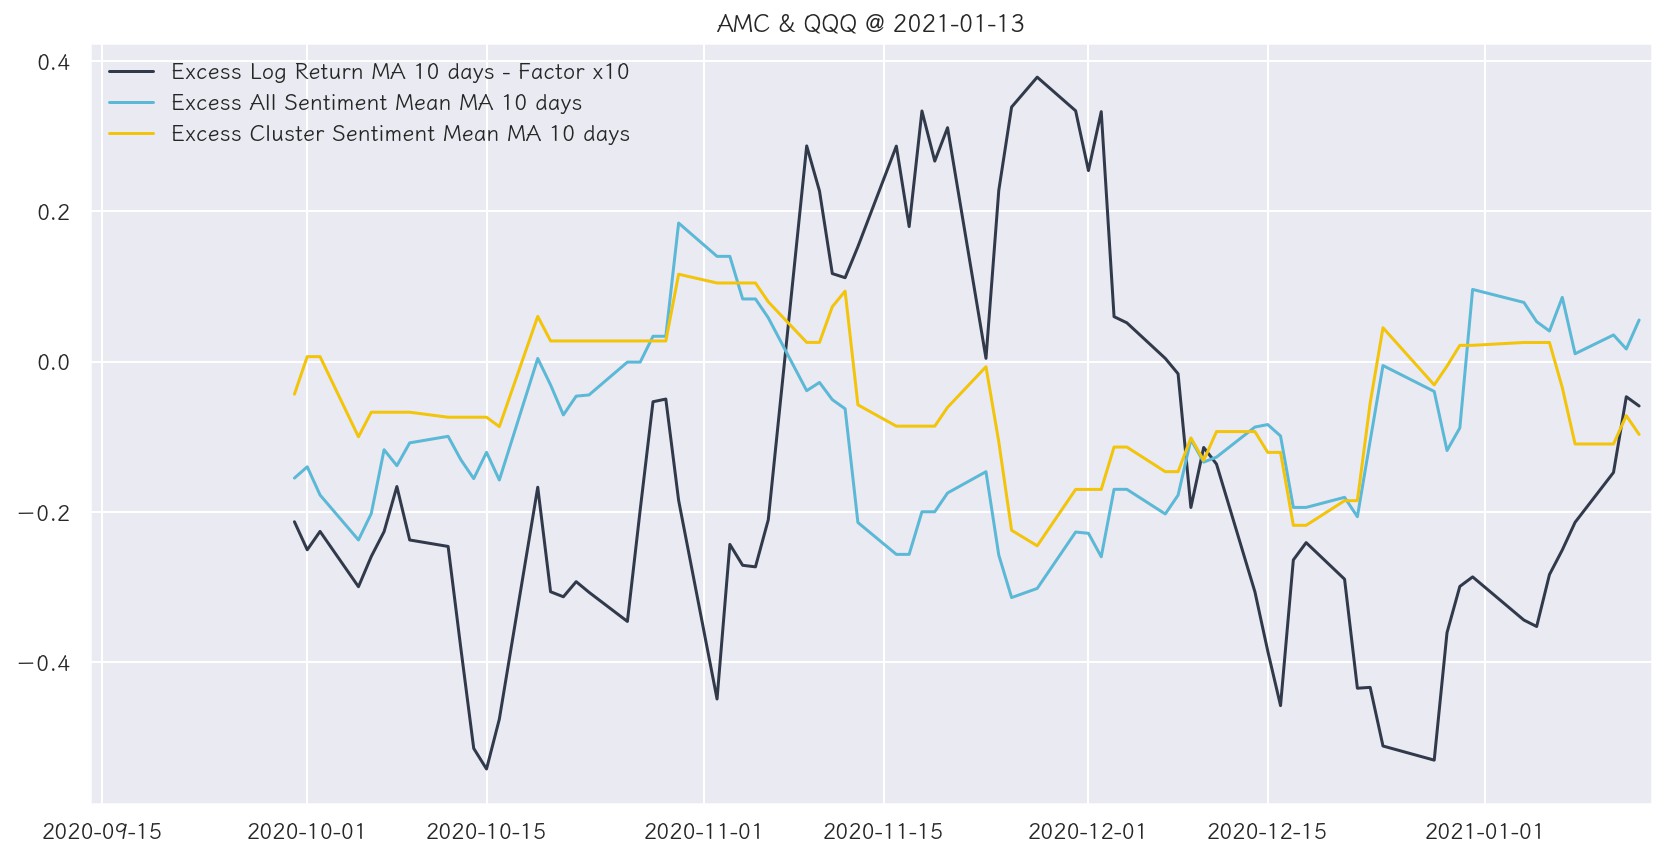 AMC & QQQ @ 2021-01-13
Excess Log Return MA 10 days - Factor x10
Excess All Sentiment Mean MA 10 days
Excess Cluster Sentiment Mean MA 10 days
0.4
0.2
0.0
−0.2
−0.4
2020-09-15 2020-10-01 2020-10-15 2020-11-01 2020-11-15 2020-12-01 2020-12-15 2021-01-01